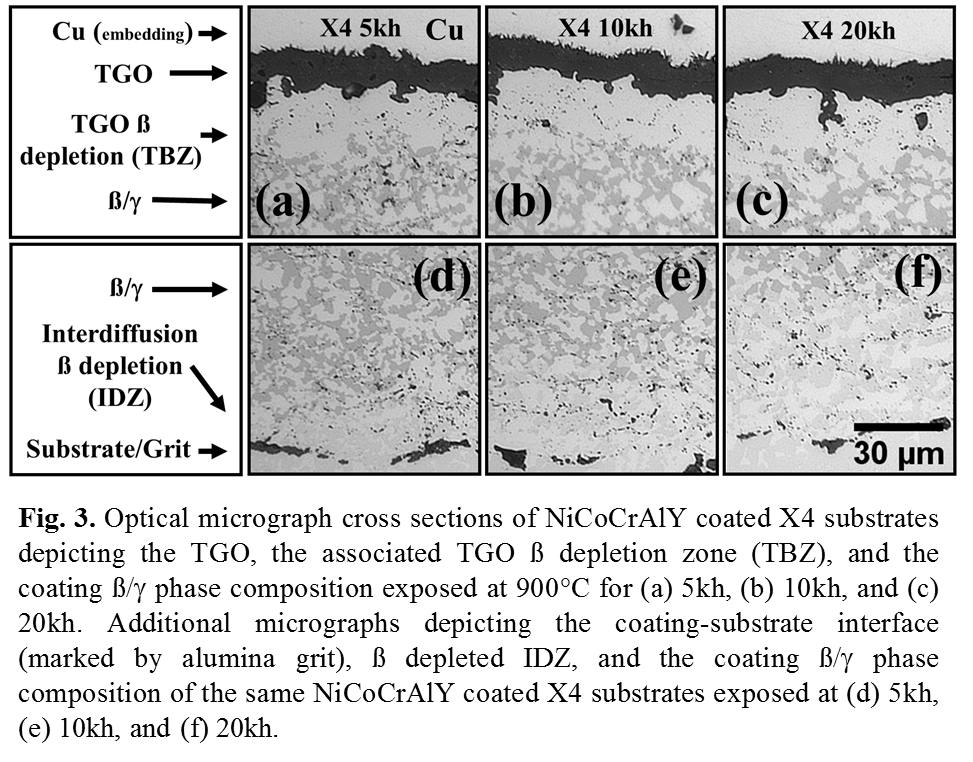 Cu (embedding)
TGO
TGO ß
depletion (TBZ)
ß/γ
X4 5kh
Cu
(a)
X4 10kh
(b)
X4 20kh
(c)
ß/γ
Interdiffusion
ß depletion
(IDZ)
Substrate/Grit
(d)
(e)
(f)
30 µm
Fig. 3. Optical micrograph cross sections of NiCoCrAlY coated X4 substrates
depicting the TGO, the associated TGO ß depletion zone (TBZ), and the
coating ß/γ phase composition exposed at 900°C for (a) 5kh, (b) 10kh, and (c)
20kh. Additional micrographs depicting the coating-substrate interface
(marked by alumina grit), ß depleted IDZ, and the coating ß/γ phase
composition of the same NiCoCrAlY coated X4 substrates exposed at (d) 5kh,
(e) 10kh, and (f) 20kh.